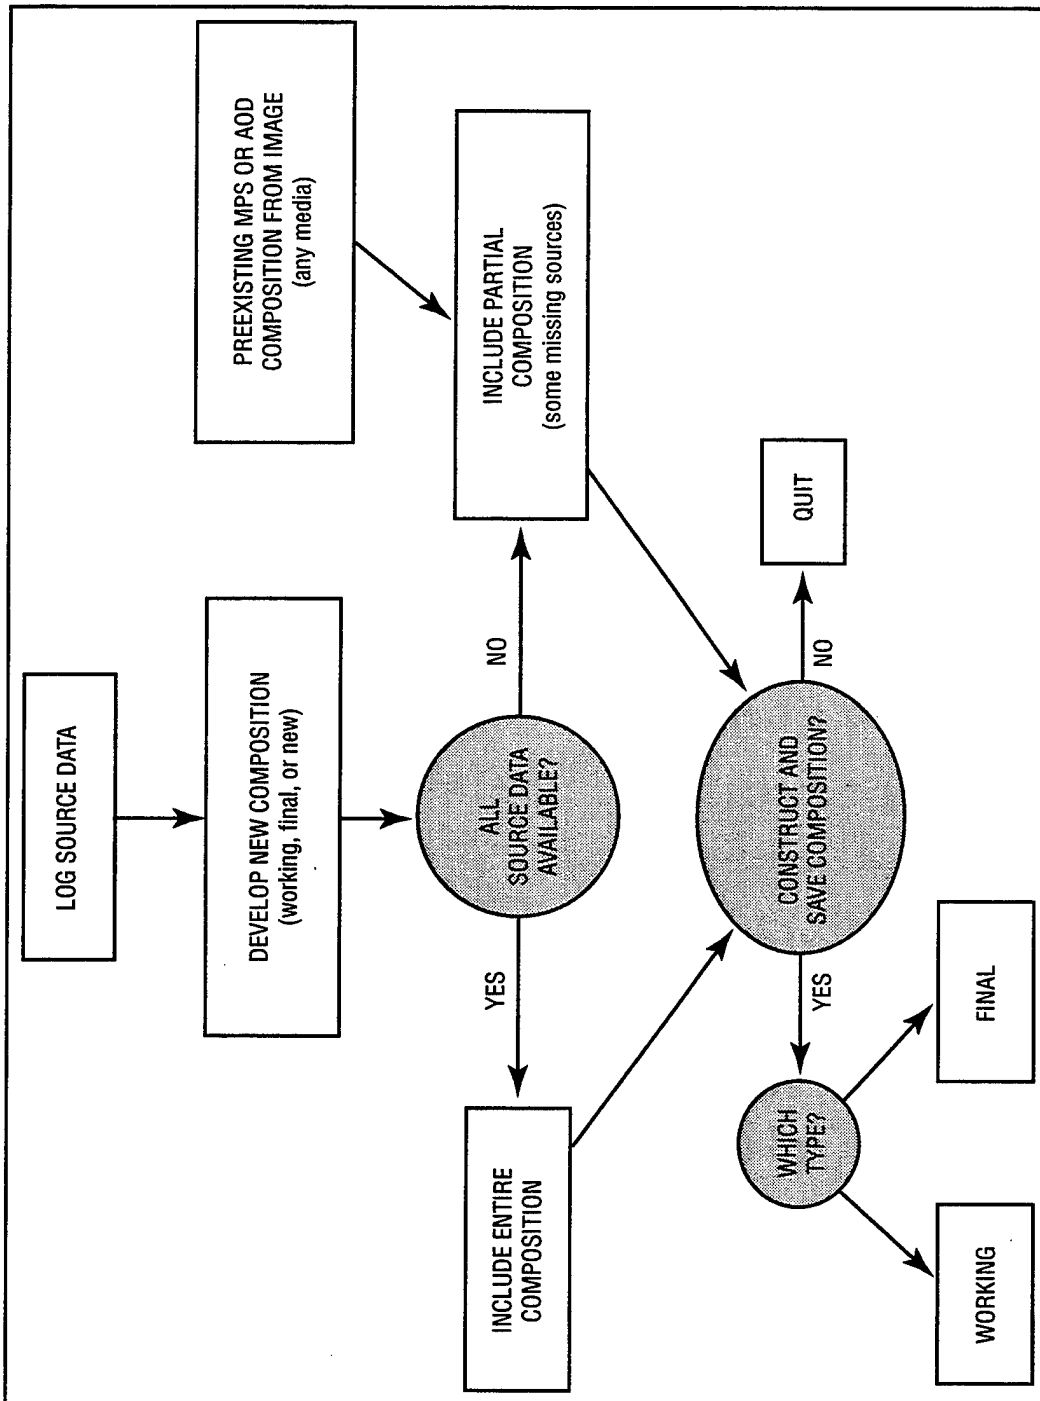 LOG SOURCE DATA
DEVELOP NEW COMPOSITION
(working, final, or new)
PREEXISTING MPS OR AOD
COMPOSITION FROM IMAGE
(any media)
ALL
SOURCE DATA
AVAILABLE?
YES
NO
INCLUDE ENTIRE
COMPOSITION
INCLUDE PARTIAL
COMPOSITION
(some missing sources)
CONSTRUCT AND
SAVE COMPOSITION?
YES
NO
QUIT
WHICH
TYPE?
WORKING
FINAL